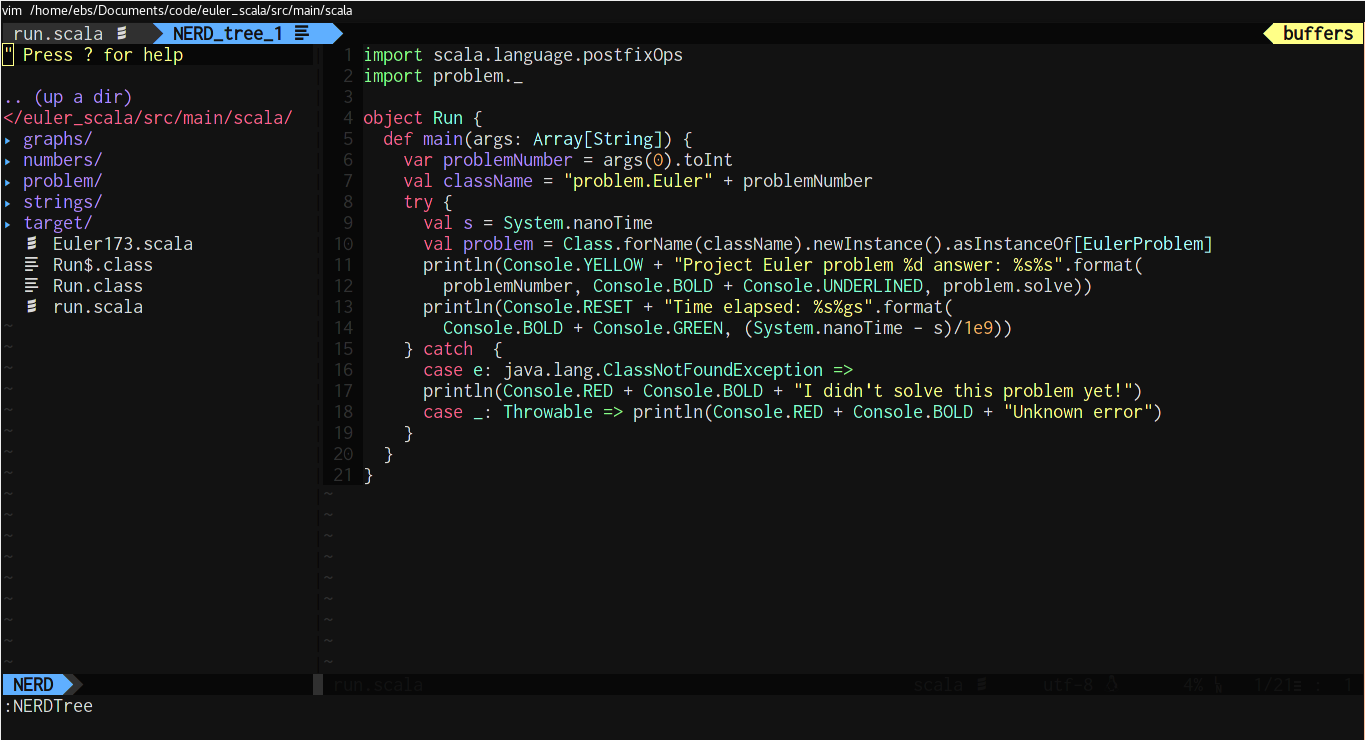 vim /home/ebs/Documents/code/euler_scala/src/main/scala
run.scala NERD_tree_1 buffers
" Press ? for help
.. (up a dir)
</euler_scala/src/main/scala/
▸ graphs/
▸ numbers/
▸ problem/
▸ strings/
▸ target/
Euler173.scala
Run$.class
Run.class
run.scala
1 import scala.language.postfixOps
2 import problem._
3
4 object Run {
5   def main(args: Array[String]) {
6     var problemNumber = args(0).toInt
7     val className = "problem.Euler" + problemNumber
8     try {
9       val s = System.nanoTime
10       val problem = Class.forName(className).newInstance().asInstanceOf[EulerProblem]
11       println(Console.YELLOW + "Project Euler problem %d answer: %s%s".format(
12         problemNumber, Console.BOLD + Console.UNDERLINED, problem.solve))
13       println(Console.RESET + "Time elapsed: %s%gs".format(
14         Console.BOLD + Console.GREEN, (System.nanoTime - s)/1e9))
15     } catch  {
16       case e: java.lang.ClassNotFoundException =>
17       println(Console.RED + Console.BOLD + "I didn't solve this problem yet!")
18       case _: Throwable => println(Console.RED + Console.BOLD + "Unknown error")
19     }
20   }
21 }
NERD run.scala scala utf-8 4% 1/21 : 1
:NERDTree